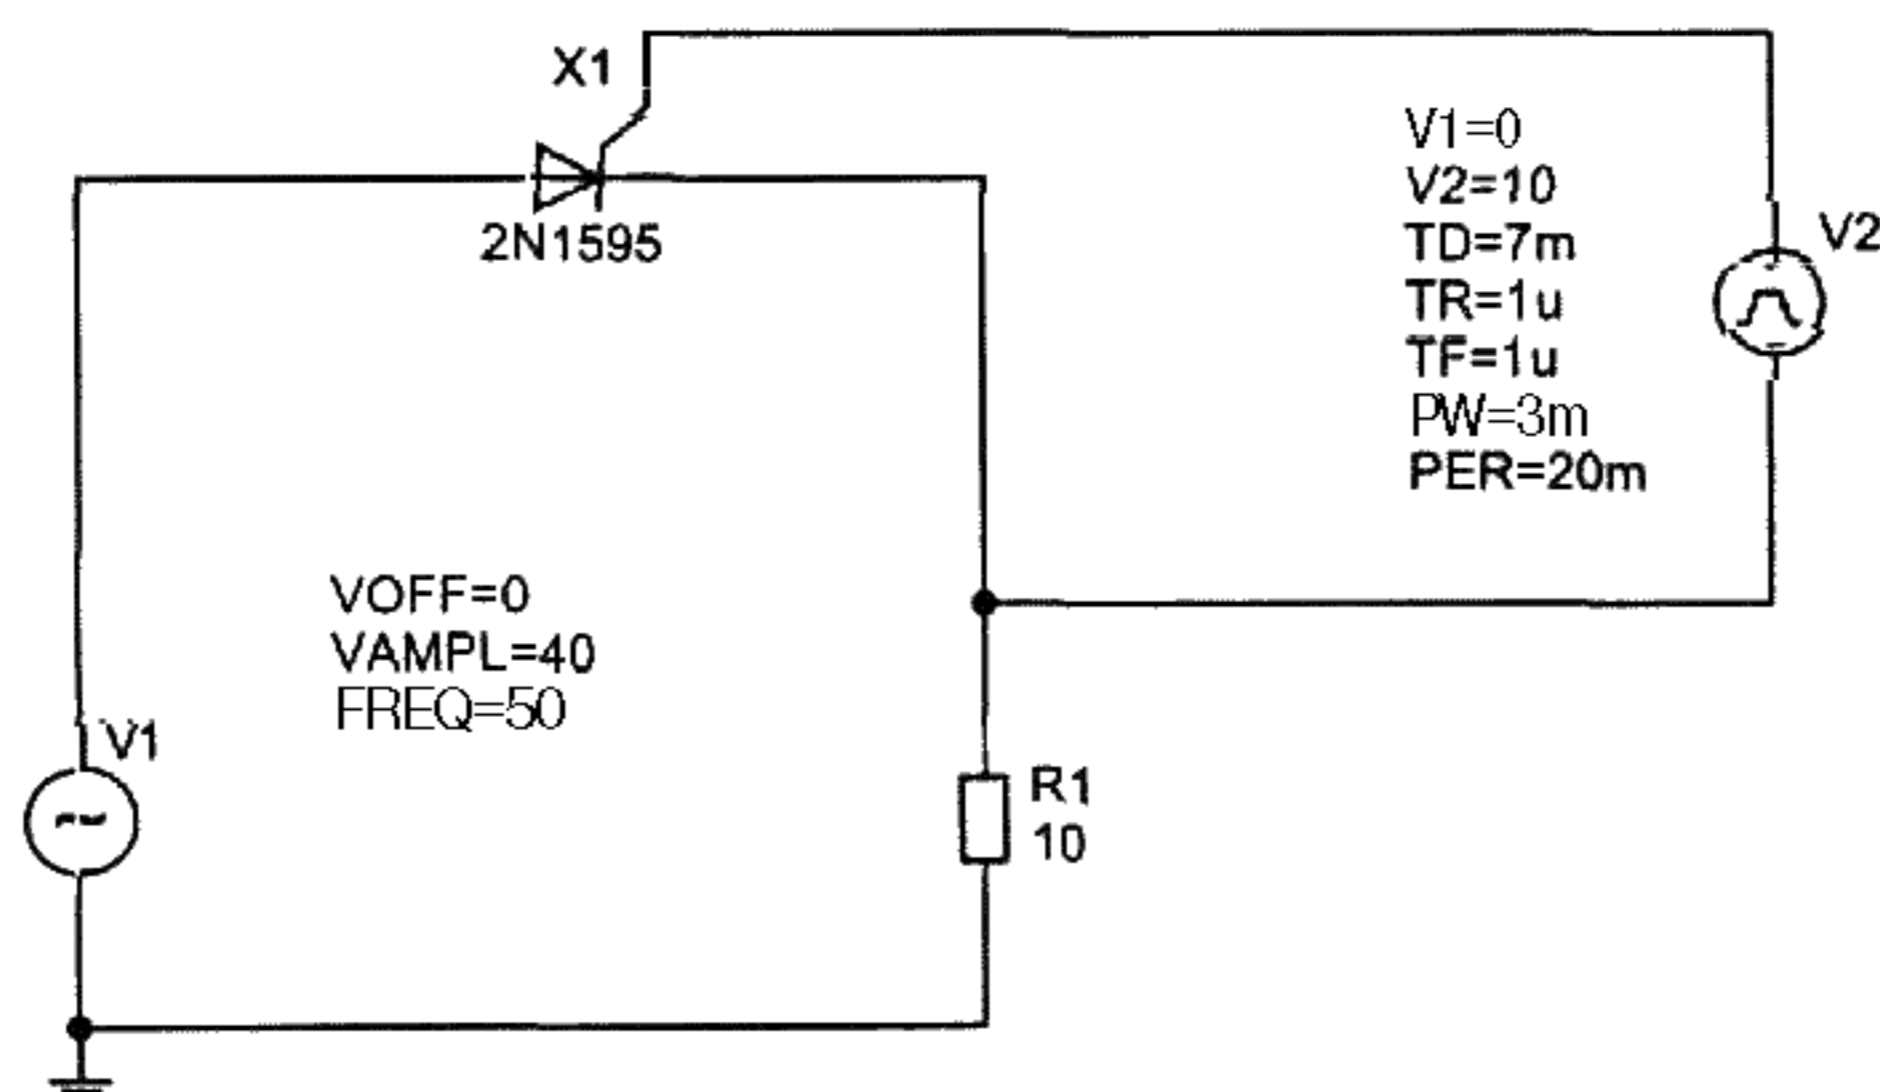 X1
2N1595
V1=0
V2=10
TD=7m
TR=1u
TF=1u
PW=3m
PER=20m
V2
VOFF=0
VAMPL=40
FREQ=50
V1
R1
10